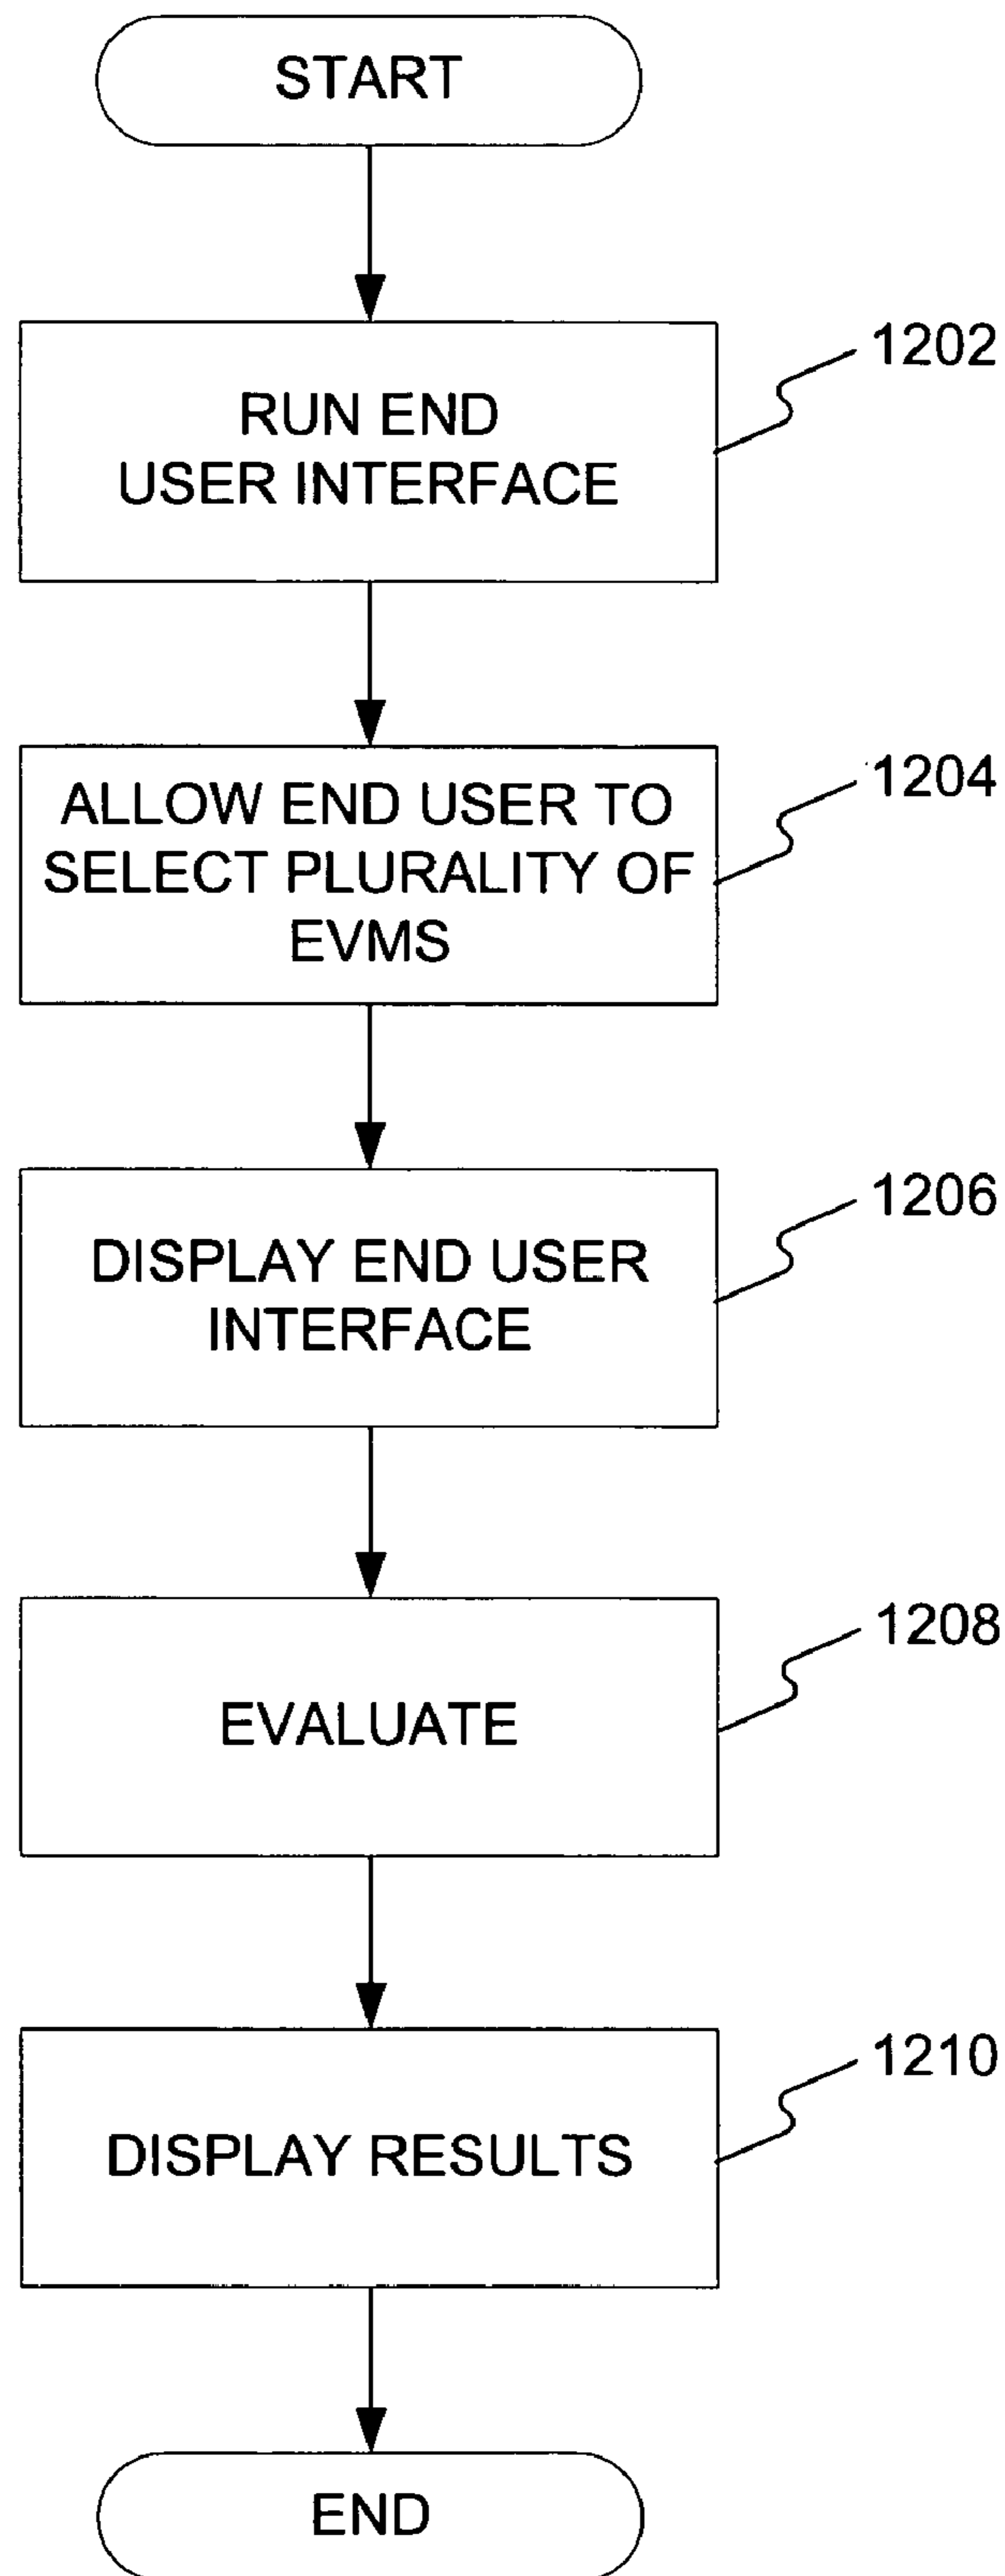 START
1202
RUN END
USER INTERFACE
1204
ALLOW END USER TO
SELECT PLURALITY OF
EVMS
1206
DISPLAY END USER
INTERFACE
1208
EVALUATE
1210
DISPLAY RESULTS
END